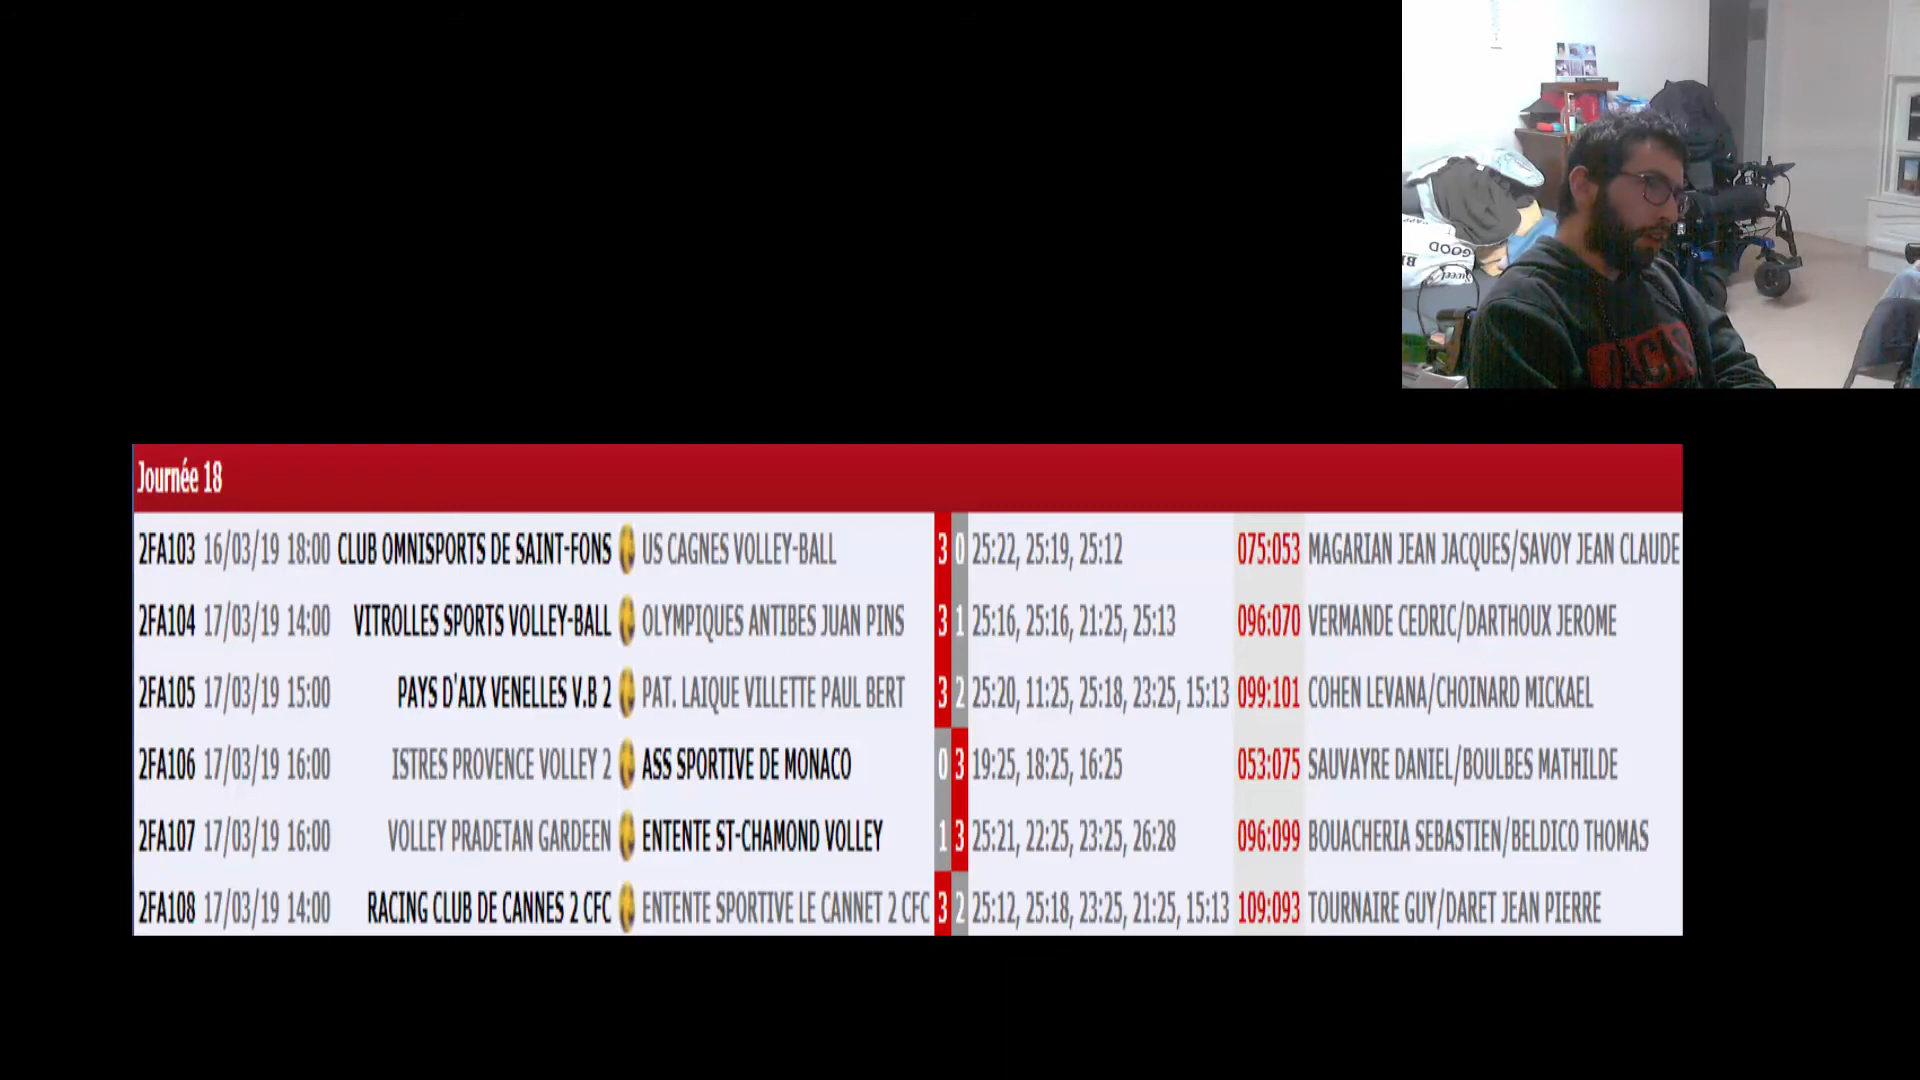 GOOD
Sweet
Journée 18
2FA103 16/03/19 18:00 CLUB OMNISPORTS DE SAINT-FONS US CAGNES VOLLEY-BALL 3 0 25:22, 25:19, 25:12 075:053 MAGARIAN JEAN JACQUES/SAVOY JEAN CLAUDE
2FA104 17/03/19 14:00 VITROLLES SPORTS VOLLEY-BALL OLYMPIQUES ANTIBES JUAN PINS 3 1 25:16, 25:16, 21:25, 25:13 096:070 VERMANDE CEDRIC/DARTHOUX JEROME
2FA105 17/03/19 15:00 PAYS D'AIX VENELLES V.B 2 PAT. LAIQUE VILLETTE PAUL BERT 3 2 25:20, 11:25, 25:18, 23:25, 15:13 099:101 COHEN LEVANA/CHOINARD MICKAEL
2FA106 17/03/19 16:00 ISTRES PROVENCE VOLLEY 2 ASS SPORTIVE DE MONACO 0 3 19:25, 18:25, 16:25 053:075 SAUVAYRE DANIEL/BOULBES MATHILDE
2FA107 17/03/19 16:00 VOLLEY PRADETAN GARDEEN ENTENTE ST-CHAMOND VOLLEY 1 3 25:21, 22:25, 23:25, 26:28 096:099 BOUACHERIA SEBASTIEN/BELDICO THOMAS
2FA108 17/03/19 14:00 RACING CLUB DE CANNES 2 CFC ENTENTE SPORTIVE LE CANNET 2 CFC 3 2 25:12, 25:18, 23:25, 21:25, 15:13 109:093 TOURNAIRE GUY/DARET JEAN PIERRE